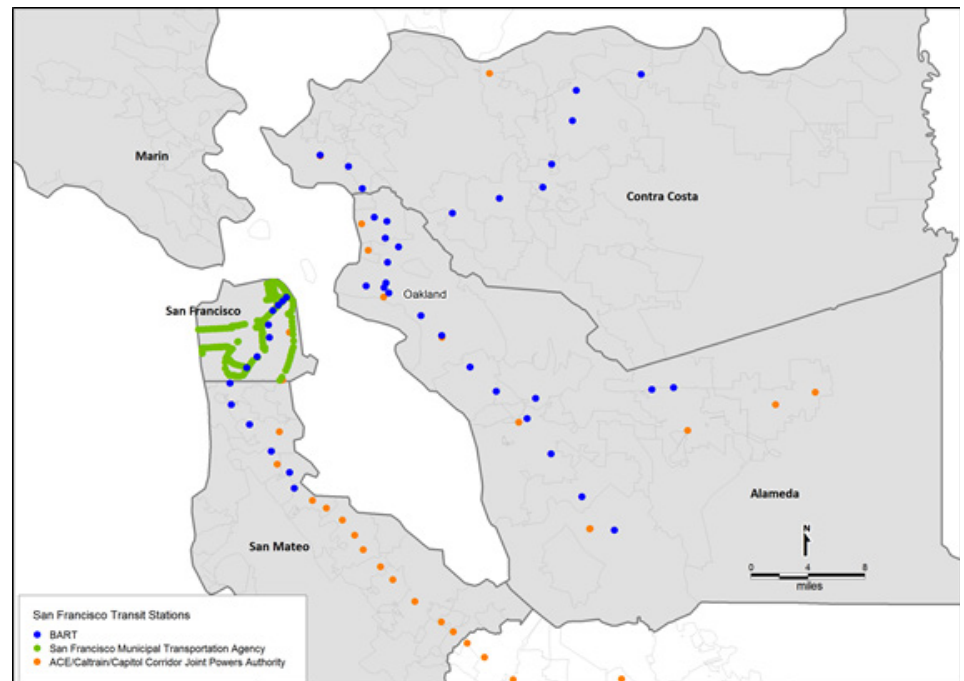 Marin
Contra Costa
San Francisco
Oakland
Alameda
San Mateo
N
0 4 8
miles
San Francisco Transit Stations
BART
San Francisco Municipal Transportation Agency
ACE/Caltrain/Capitol Corridor Joint Powers Authority